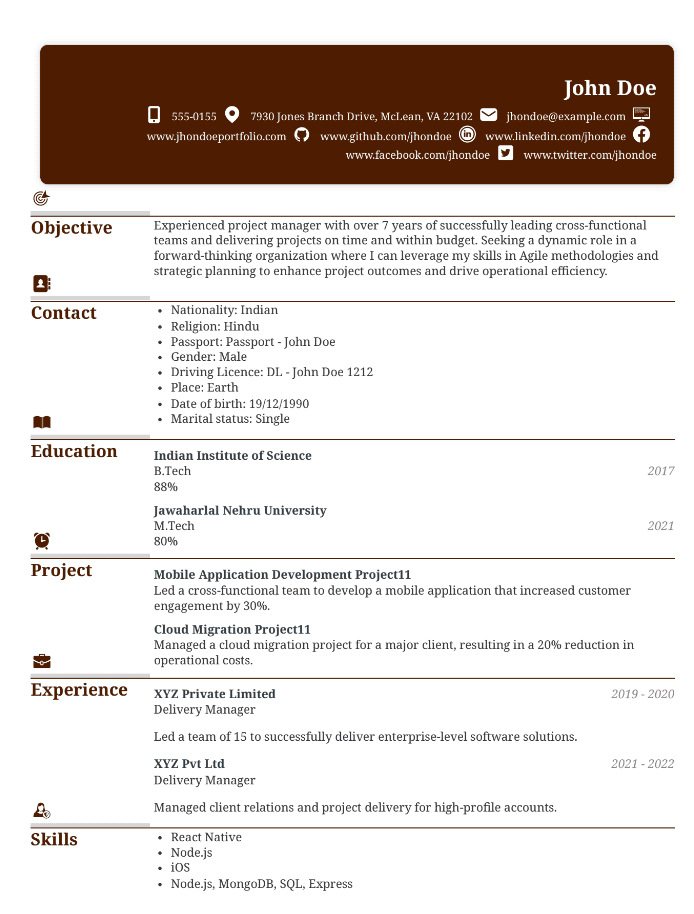 John Doe
555-0155 7930 Jones Branch Drive, McLean, VA 22102 jhondoe@example.com
www.jhondoeportfolio.com www.github.com/jhondoe www.linkedin.com/jhondoe
www.facebook.com/jhondoe www.twitter.com/jhondoe
Objective
Experienced project manager with over 7 years of successfully leading cross-functional
teams and delivering projects on time and within budget. Seeking a dynamic role in a
forward-thinking organization where I can leverage my skills in Agile methodologies and
strategic planning to enhance project outcomes and drive operational efficiency.
Contact
• Nationality: Indian
• Religion: Hindu
• Passport: Passport - John Doe
• Gender: Male
• Driving Licence: DL - John Doe 1212
• Place: Earth
• Date of birth: 19/12/1990
• Marital status: Single
Education
Indian Institute of Science
B.Tech 2017
88%
Jawaharlal Nehru University
M.Tech 2021
80%
Project
Mobile Application Development Project11
Led a cross-functional team to develop a mobile application that increased customer
engagement by 30%.
Cloud Migration Project11
Managed a cloud migration project for a major client, resulting in a 20% reduction in
operational costs.
Experience
XYZ Private Limited 2019 - 2020
Delivery Manager
Led a team of 15 to successfully deliver enterprise-level software solutions.
XYZ Pvt Ltd 2021 - 2022
Delivery Manager
Managed client relations and project delivery for high-profile accounts.
Skills
• React Native
• Node.js
• iOS
• Node.js, MongoDB, SQL, Express